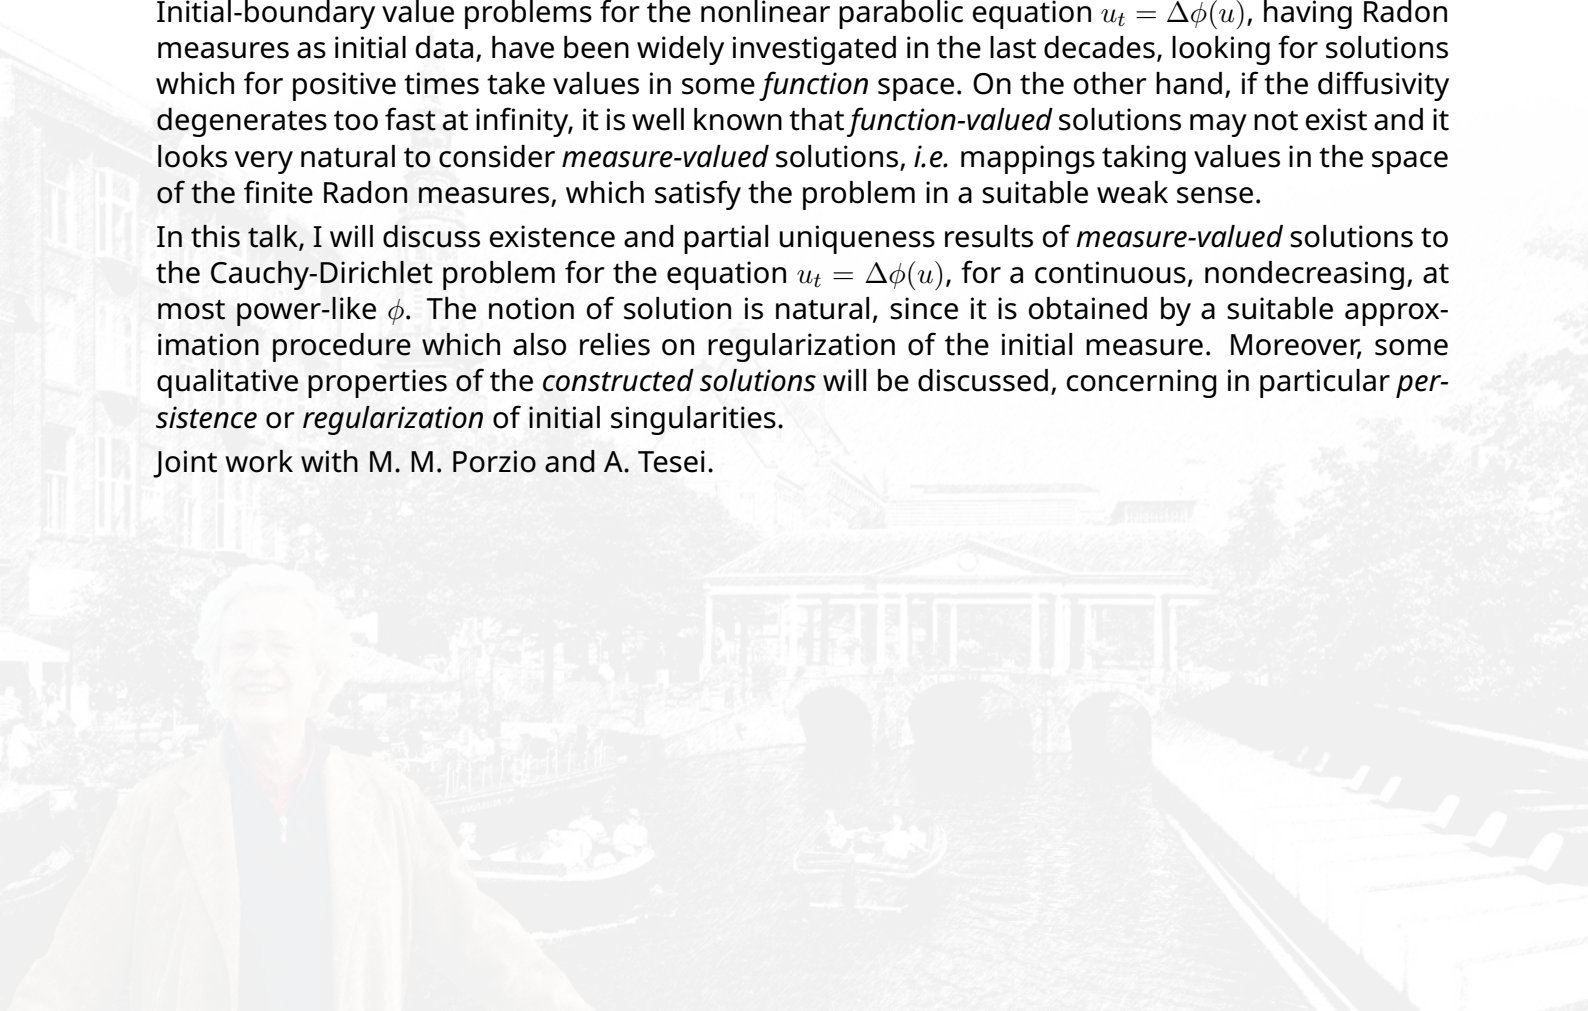 Initial-boundary value problems for the nonlinear parabolic equation u_t = Δϕ(u), having Radon
measures as initial data, have been widely investigated in the last decades, looking for solutions
which for positive times take values in some function space. On the other hand, if the diffusivity
degenerates too fast at infinity, it is well known that function-valued solutions may not exist and it
looks very natural to consider measure-valued solutions, i.e. mappings taking values in the space
of the finite Radon measures, which satisfy the problem in a suitable weak sense.
In this talk, I will discuss existence and partial uniqueness results of measure-valued solutions to
the Cauchy-Dirichlet problem for the equation u_t = Δϕ(u), for a continuous, nondecreasing, at
most power-like ϕ. The notion of solution is natural, since it is obtained by a suitable approx-
imation procedure which also relies on regularization of the initial measure. Moreover, some
qualitative properties of the constructed solutions will be discussed, concerning in particular per-
sistence or regularization of initial singularities.
Joint work with M. M. Porzio and A. Tesei.